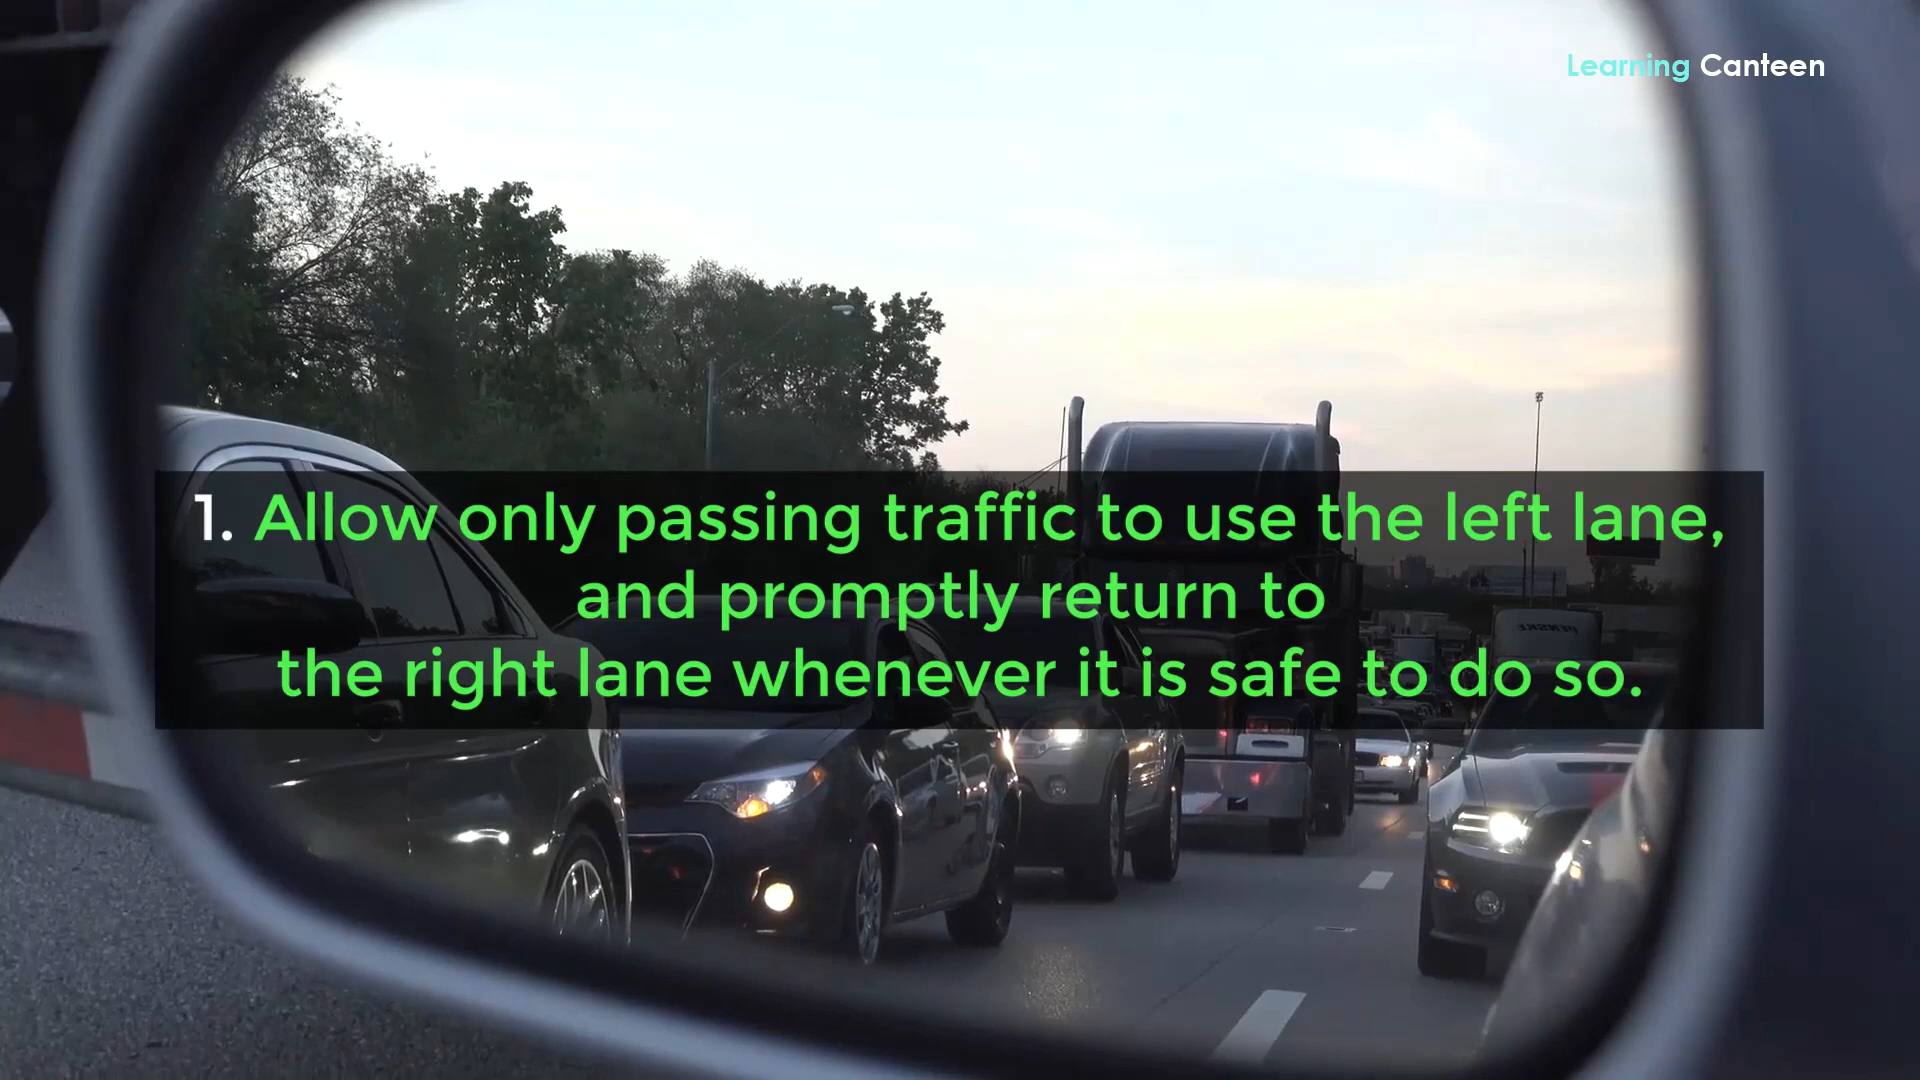 Learning Canteen
1. Allow only passing traffic to use the left lane,
and promptly return to
the right lane whenever it is safe to do so.